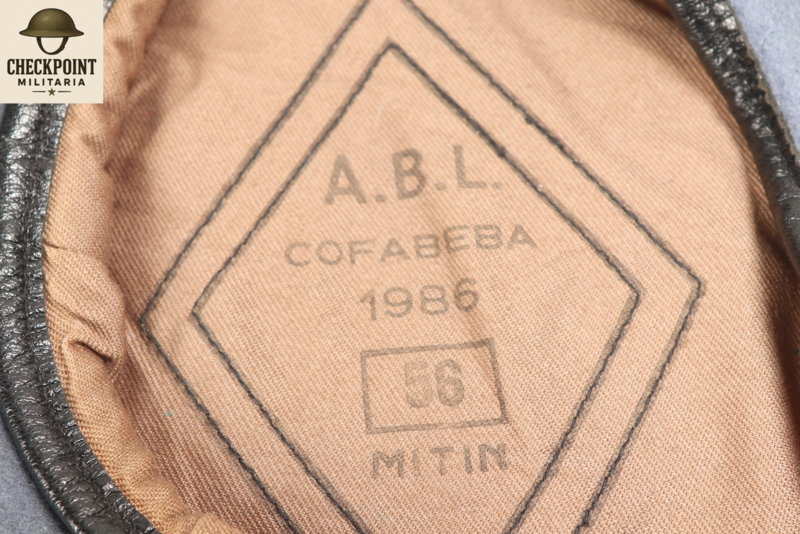 CHECKPOINT
MILITARIA
A.B.L.
COFABEBA
1986
56
MITIN